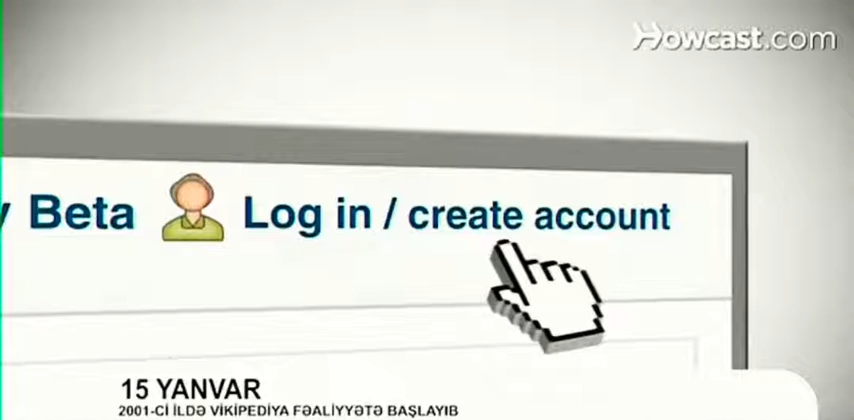 Howcast.com
y Beta Log in / create account
15 YANVAR
2001-Cİ İLDƏ VİKİPEDİYA FƏALİYYƏTƏ BAŞLAYIB